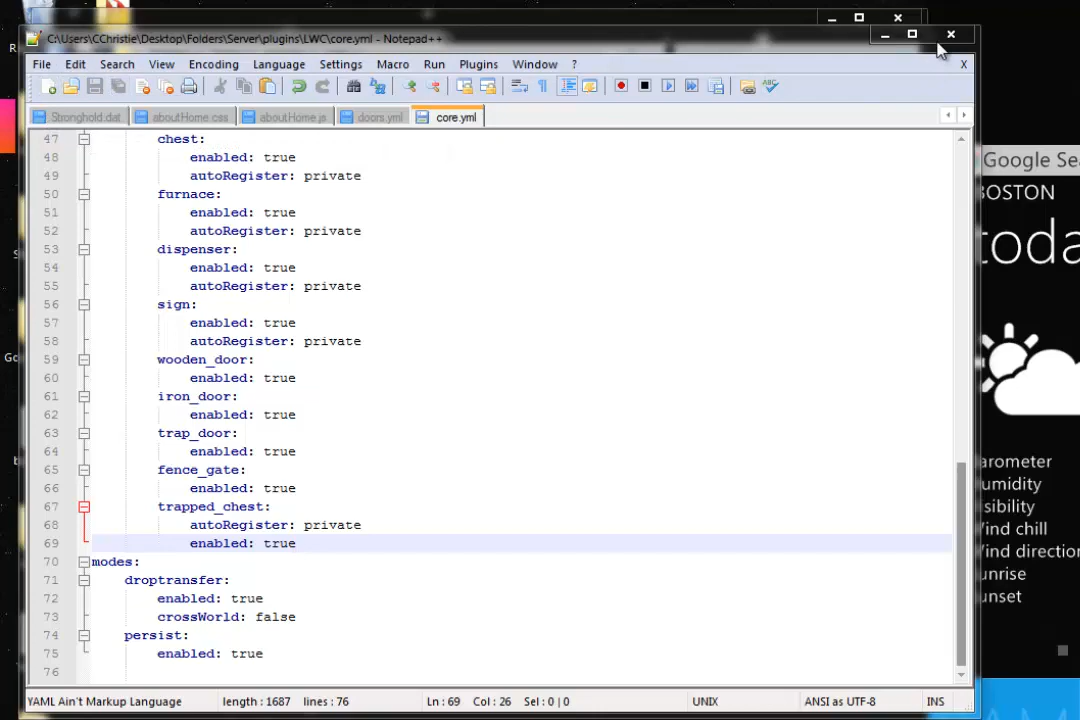 C:\Users\CChristie\Desktop\Folders\Server\plugins\LWC\core.yml - Notepad++
File Edit Search View Encoding Language Settings Macro Run Plugins Window ? X
Stronghold.dat aboutHome.css aboutHome.js doors.yml core.yml
47 chest:
48 enabled: true
49 autoRegister: private
50 furnace:
51 enabled: true
52 autoRegister: private
53 dispenser:
54 enabled: true
55 autoRegister: private
56 sign:
57 enabled: true
58 autoRegister: private
59 wooden_door:
60 enabled: true
61 iron_door:
62 enabled: true
63 trap_door:
64 enabled: true
65 fence_gate:
66 enabled: true
67 trapped_chest:
68 autoRegister: private
69 enabled: true
70 modes:
71 droptransfer:
72 enabled: true
73 crossWorld: false
74 persist:
75 enabled: true
76
YAML Ain't Markup Language length : 1687 lines : 76 Ln : 69 Col : 26 Sel : 0 | 0 UNIX ANSI as UTF-8 INS
Google Sea
BOSTON
toda
arometer
umidity
isibility
Wind chill
Wind direction
unrise
unset